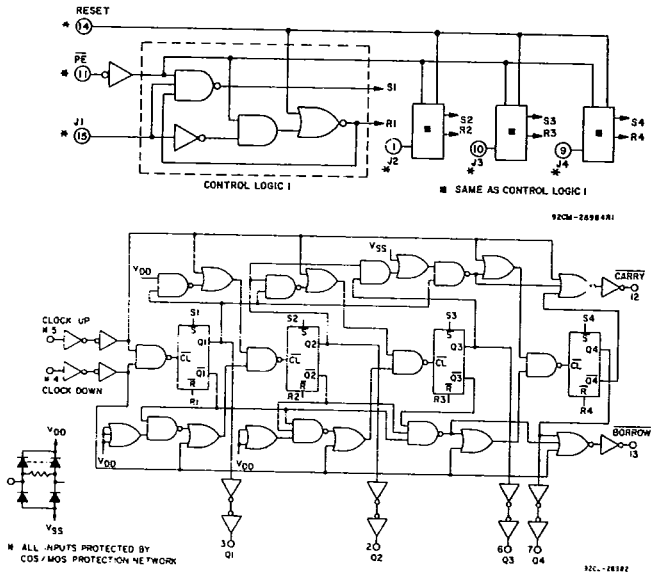 RESET
* 14
PE
* 11
J1
* 15
S1
R1
CONTROL LOGIC I
S2
R2
1
J2
*
S3
R3
10
J3
*
S4
R4
9
J4
*
SAME AS CONTROL LOGIC I
92CM-28984R1
VDD
VSS
CARRY
12
CLOCK UP
* 5
CLOCK DOWN
* 4
S1
S
Q1
CL
Q1
R
R1
S2
S
Q2
CL
Q2
R
R2
S3
S
Q3
CL
Q3
R
R3
S4
S
Q4
CL
Q4
R
R4
VDD
VDD
BORROW
13
VDD
VSS
3 Q1
2 Q2
6 Q3
7 Q4
* ALL INPUTS PROTECTED BY
COS/MOS PROTECTION NETWORK